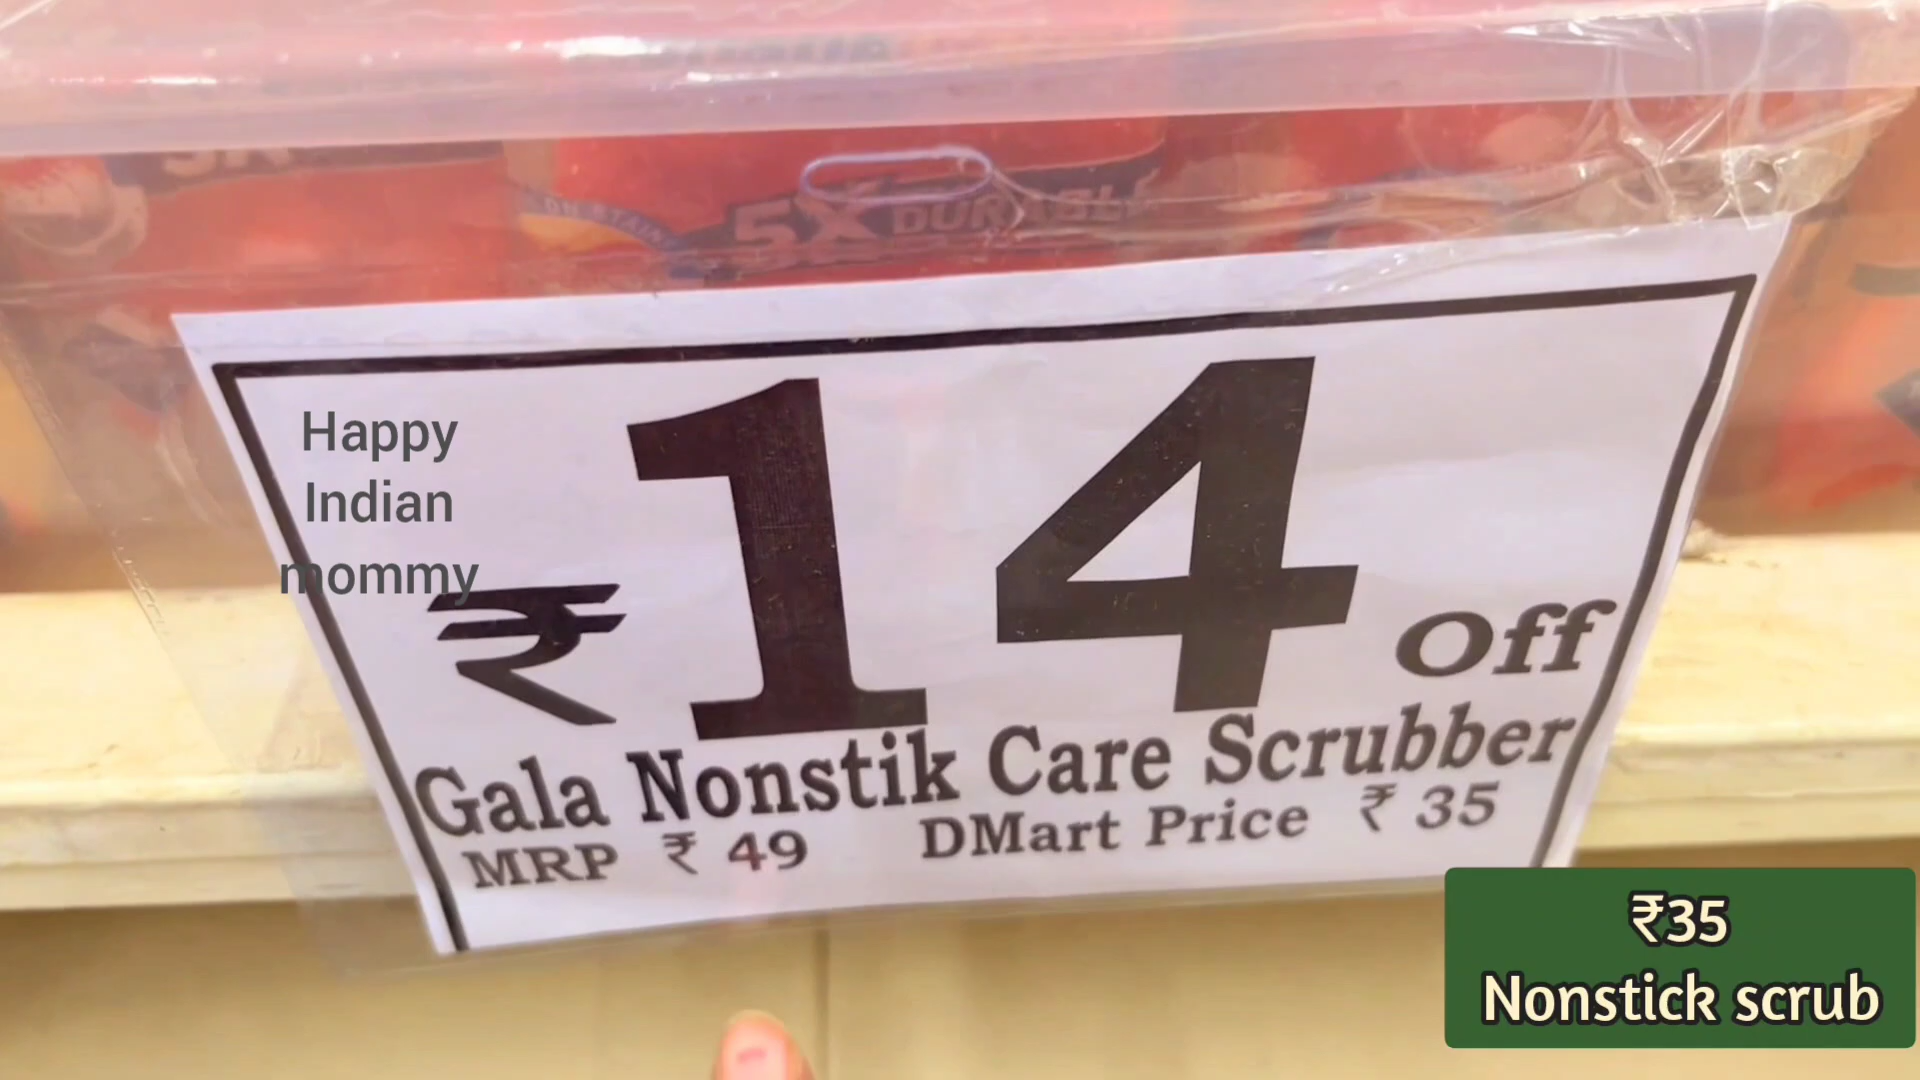 5X DURABLE
Happy
Indian
mommy
₹ 14 Off
Gala Nonstik Care Scrubber
MRP ₹ 49 DMart Price ₹ 35
₹35
Nonstick scrub